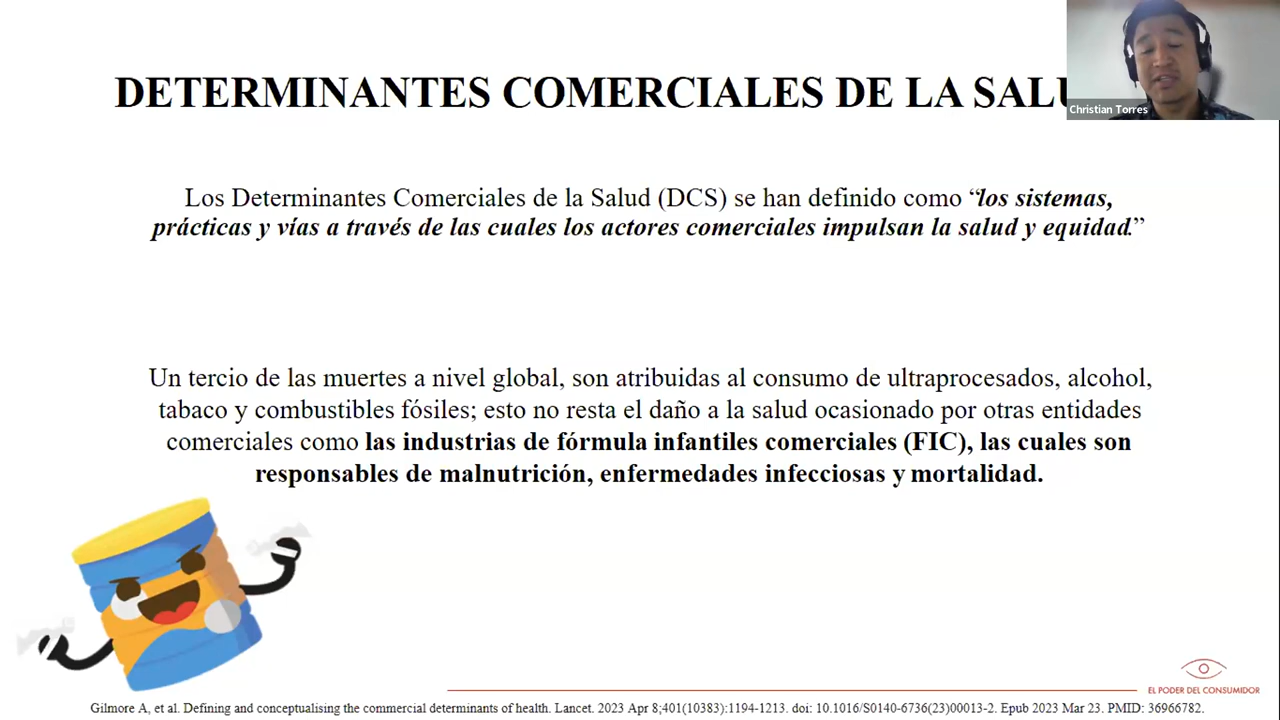 DETERMINANTES COMERCIALES DE LA SALU
Christian Torres
Los Determinantes Comerciales de la Salud (DCS) se han definido como “los sistemas,
prácticas y vías a través de las cuales los actores comerciales impulsan la salud y equidad.”
Un tercio de las muertes a nivel global, son atribuidas al consumo de ultraprocesados, alcohol,
tabaco y combustibles fósiles; esto no resta el daño a la salud ocasionado por otras entidades
comerciales como las industrias de fórmula infantiles comerciales (FIC), las cuales son
responsables de malnutrición, enfermedades infecciosas y mortalidad.
EL PODER DEL CONSUMIDOR
Gilmore A, et al. Defining and conceptualising the commercial determinants of health. Lancet. 2023 Apr 8;401(10383):1194-1213. doi: 10.1016/S0140-6736(23)00013-2. Epub 2023 Mar 23. PMID: 36966782.